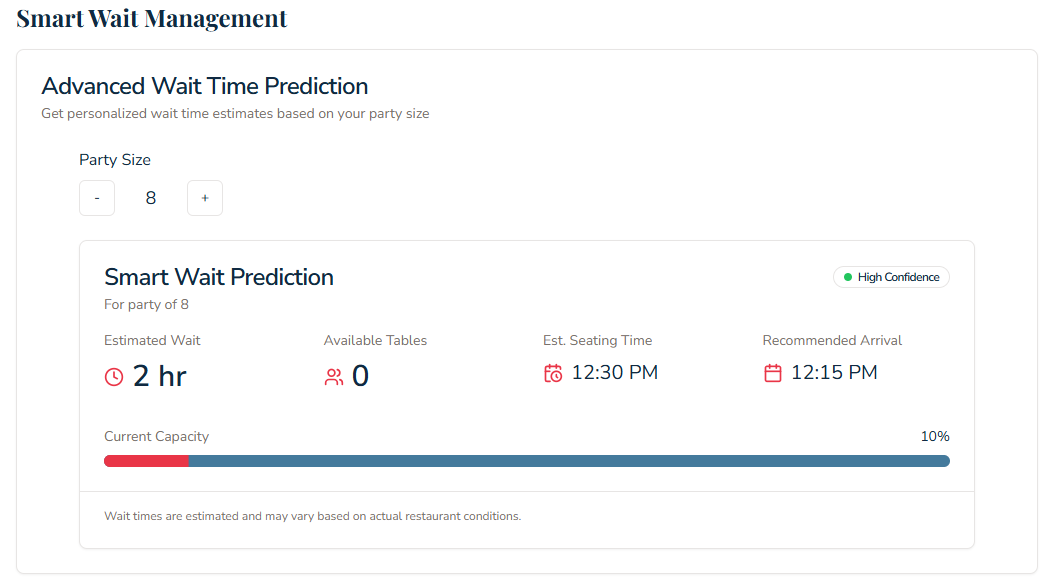 Smart Wait Management
Advanced Wait Time Prediction
Get personalized wait time estimates based on your party size
Party Size
- 8 +
Smart Wait Prediction
High Confidence
For party of 8
Estimated Wait Available Tables Est. Seating Time Recommended Arrival
2 hr 0 12:30 PM 12:15 PM
Current Capacity 10%
Wait times are estimated and may vary based on actual restaurant conditions.